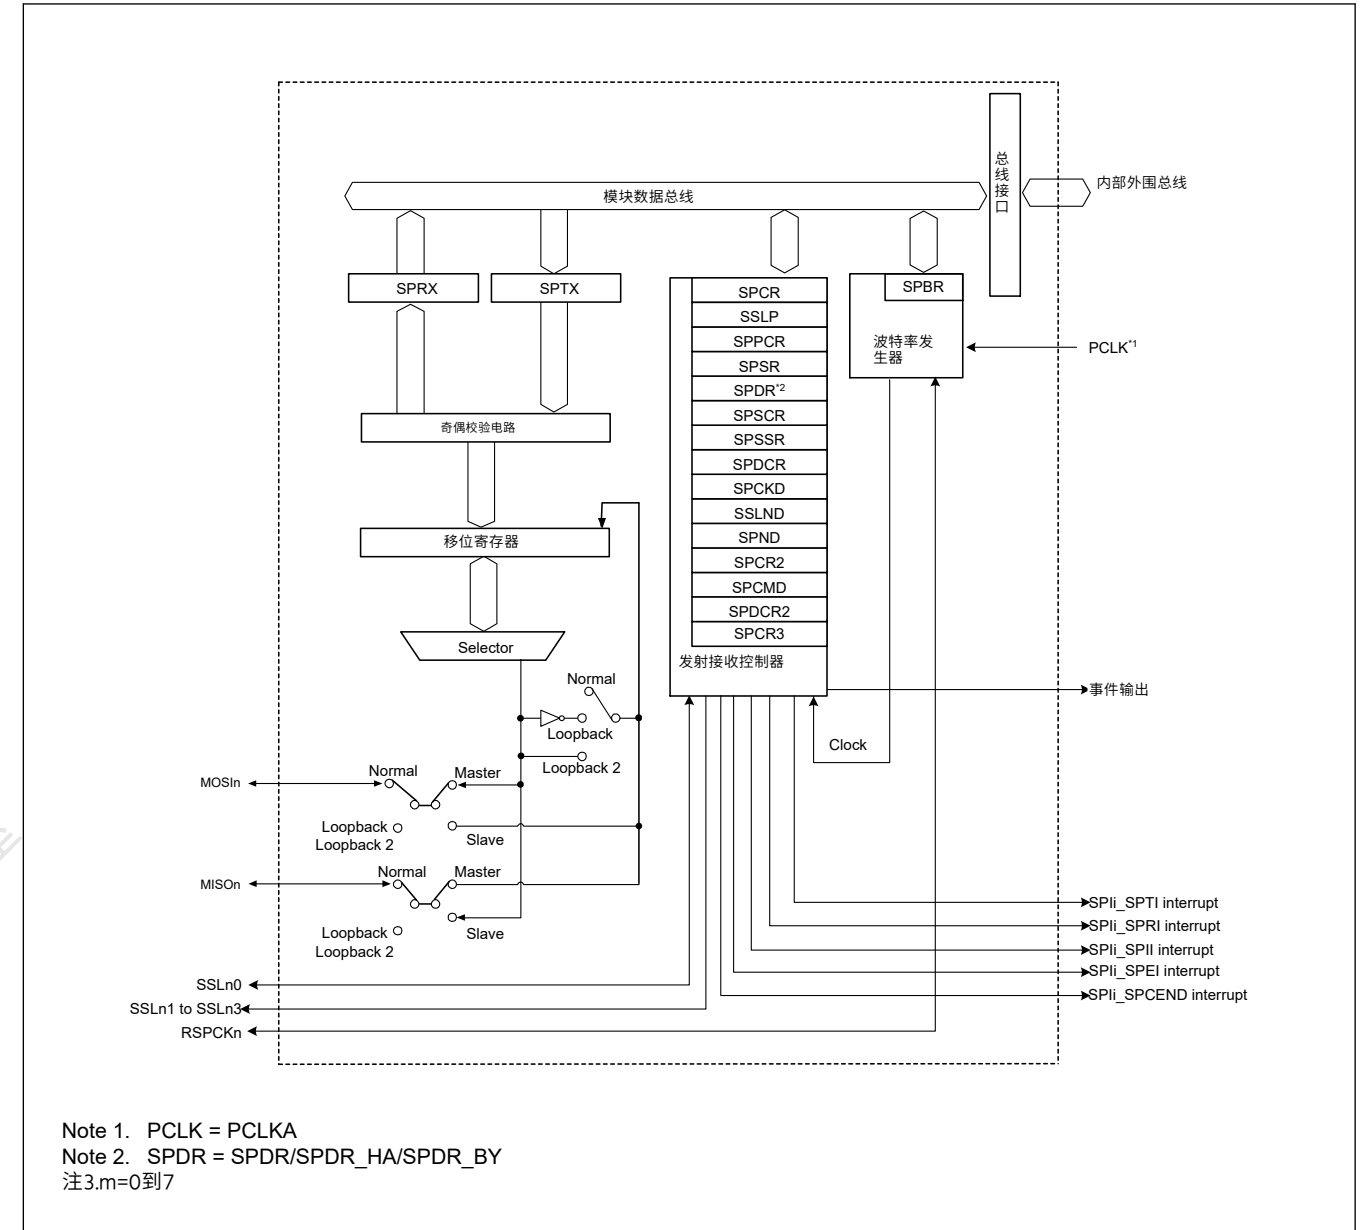 总
线
接
口
内部外围总线
模块数据总线
SPRX
SPTX
SPCR
SSLP
SPPCR
SPSR
SPDR*2
SPSCR
SPSSR
SPDCR
SPCKD
SSLND
SPND
SPCR2
SPCMD
SPDCR2
SPCR3
发射接收控制器
SPBR
波特率发
生器
PCLK*1
奇偶校验电路
移位寄存器
Selector
Normal
Loopback
Loopback 2
事件输出
Clock
MOSIn
Normal
Master
Loopback
Loopback 2
Slave
MISOn
Normal
Master
Loopback
Loopback 2
Slave
SSLn0
SSLn1 to SSLn3
RSPCKn
SPIi_SPTI interrupt
SPIi_SPRI interrupt
SPIi_SPII interrupt
SPIi_SPEI interrupt
SPIi_SPCEND interrupt
Note 1. PCLK = PCLKA
Note 2. SPDR = SPDR/SPDR_HA/SPDR_BY
注3.m=0到7